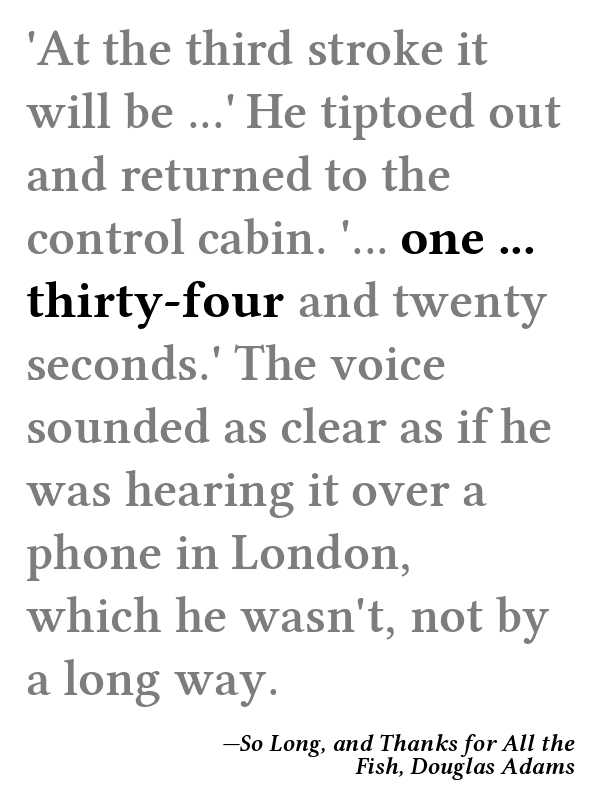 'At the third stroke it
will be ...' He tiptoed out
and returned to the
control cabin. '... one ...
thirty-four and twenty
seconds.' The voice
sounded as clear as if he
was hearing it over a
phone in London,
which he wasn't, not by
a long way.
—So Long, and Thanks for All the
Fish, Douglas Adams